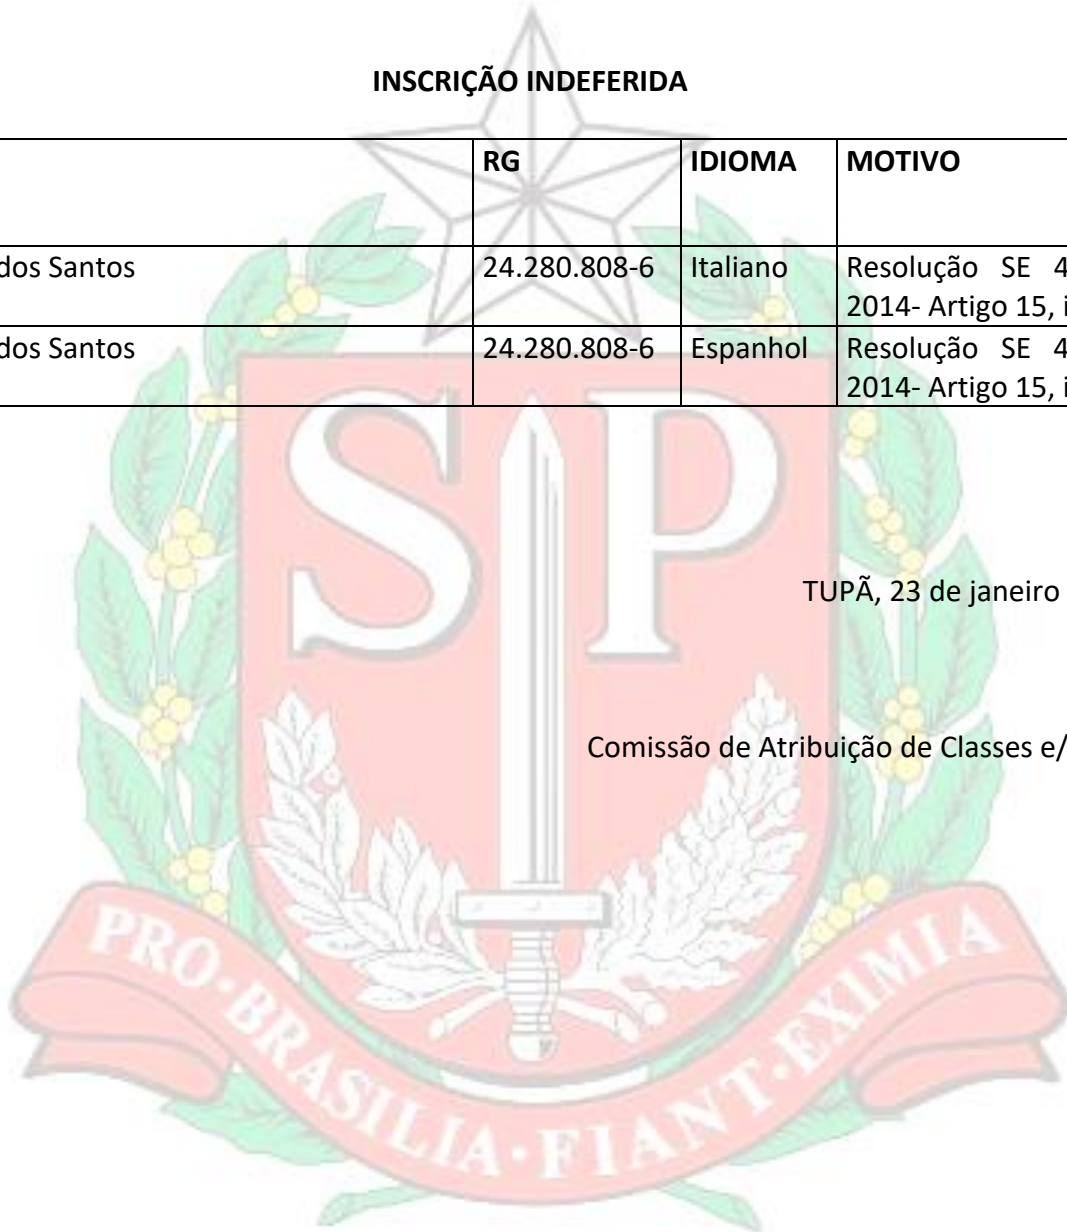 INSCRIÇÃO INDEFERIDA
RG IDIOMA MOTIVO
dos Santos 24.280.808-6 Italiano Resolução SE 4
2014- Artigo 15, i
dos Santos 24.280.808-6 Espanhol Resolução SE 4
2014- Artigo 15, i
TUPÃ, 23 de janeiro
Comissão de Atribuição de Classes e/
SP
PRO·BRASILIA·FIANT·EXIMIA